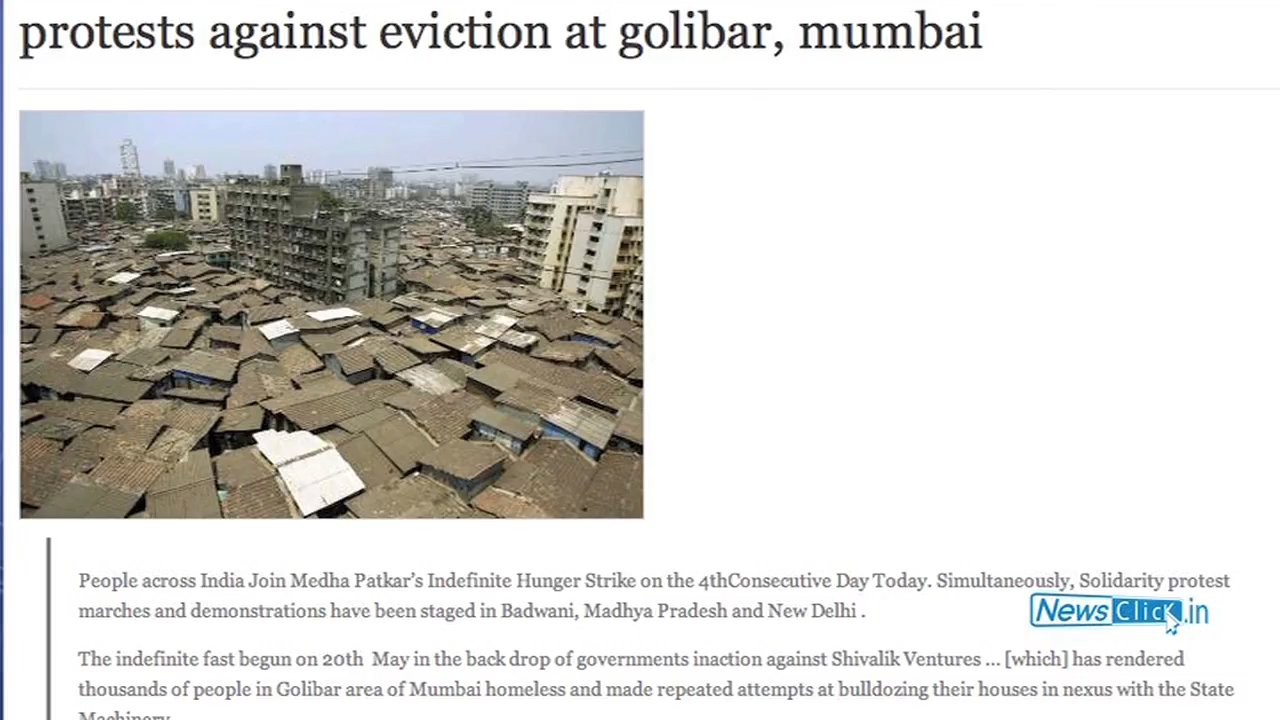 protests against eviction at golibar, mumbai
People across India Join Medha Patkar's Indefinite Hunger Strike on the 4thConsecutive Day Today. Simultaneously, Solidarity protest
marches and demonstrations have been staged in Badwani, Madhya Pradesh and New Delhi .
NewsClick.in
The indefinite fast begun on 20th May in the back drop of governments inaction against Shivalik Ventures ... [which] has rendered
thousands of people in Golibar area of Mumbai homeless and made repeated attempts at bulldozing their houses in nexus with the State
Machinery.